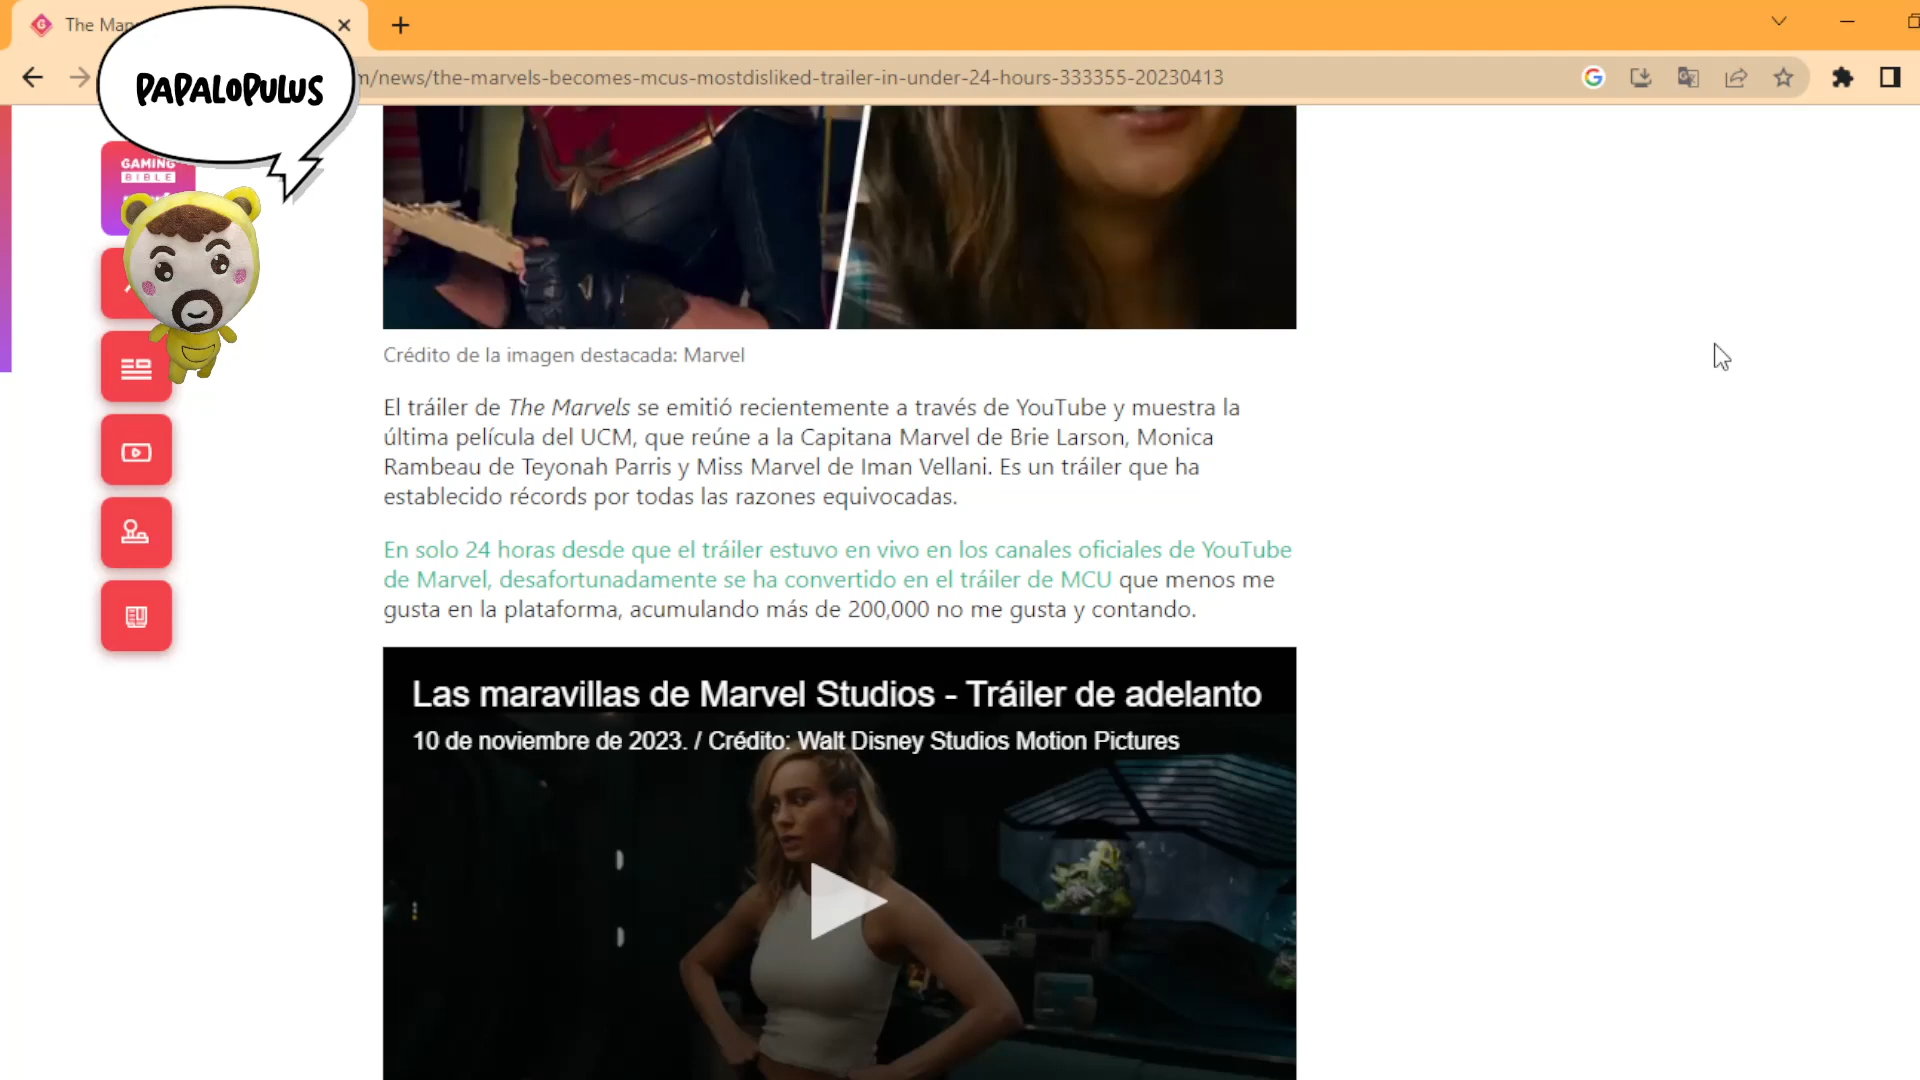 The Mar
PAPALOPULUS
m/news/the-marvels-becomes-mcus-mostdisliked-trailer-in-under-24-hours-333355-20230413
GAMING
BIBLE
Crédito de la imagen destacada: Marvel
El tráiler de The Marvels se emitió recientemente a través de YouTube y muestra la
última película del UCM, que reúne a la Capitana Marvel de Brie Larson, Monica
Rambeau de Teyonah Parris y Miss Marvel de Iman Vellani. Es un tráiler que ha
establecido récords por todas las razones equivocadas.
En solo 24 horas desde que el tráiler estuvo en vivo en los canales oficiales de YouTube
de Marvel, desafortunadamente se ha convertido en el tráiler de MCU que menos me
gusta en la plataforma, acumulando más de 200,000 no me gusta y contando.
Las maravillas de Marvel Studios - Tráiler de adelanto
10 de noviembre de 2023. / Crédito: Walt Disney Studios Motion Pictures